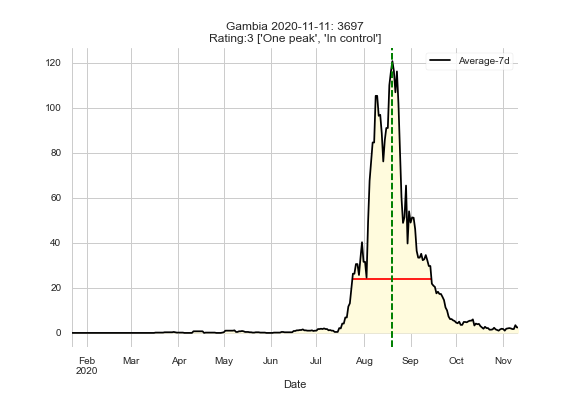 Gambia 2020-11-11: 3697
Rating:3 ['One peak', 'In control']
Average-7d
120
100
80
60
40
20
0
Feb Mar Apr May Jun Jul Aug Sep Oct Nov
2020
Date